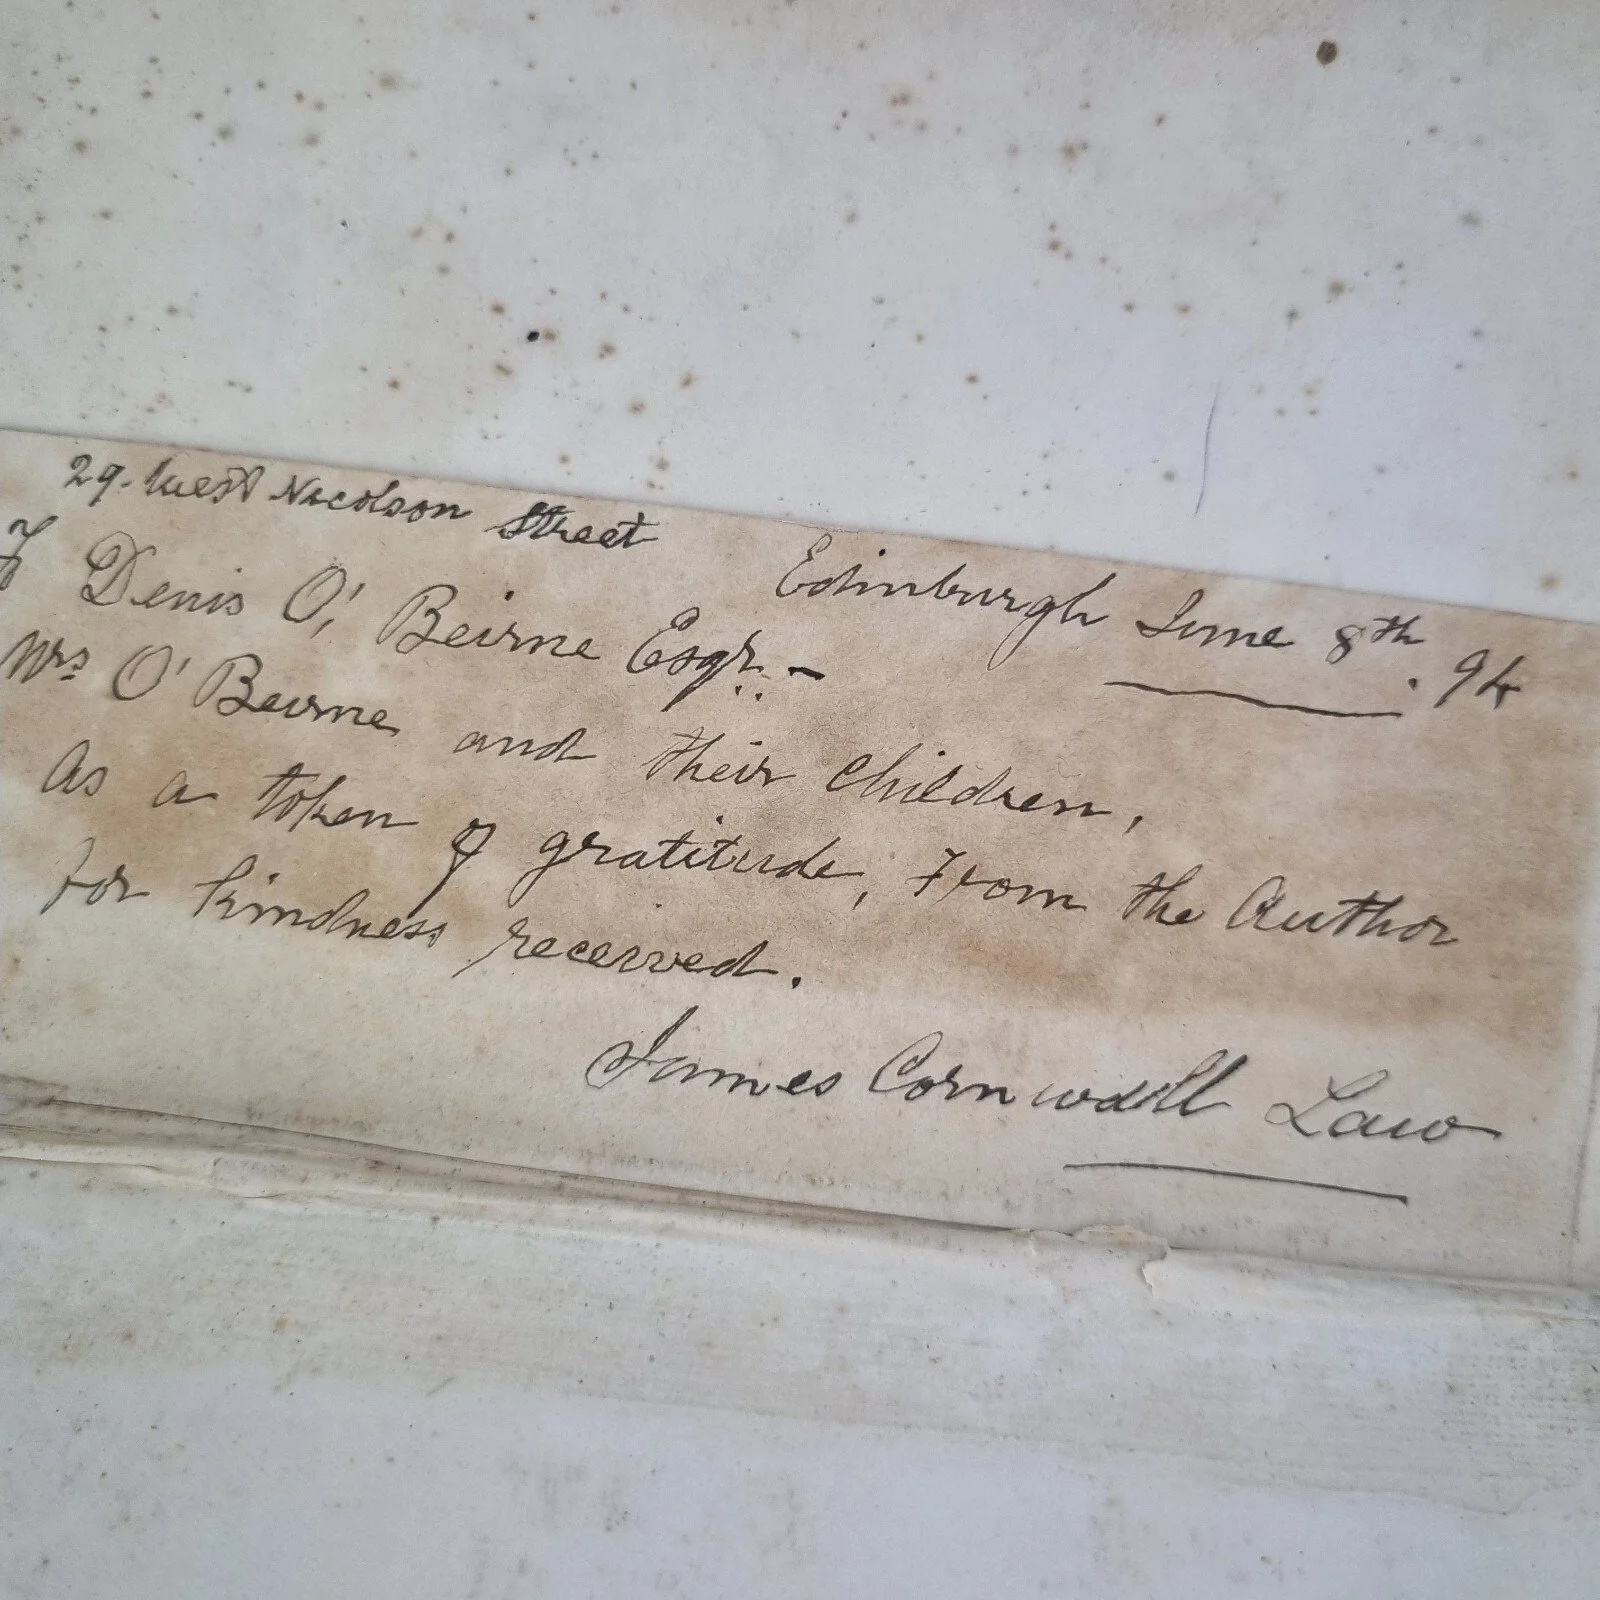 29. West Nicolson Street
Edinburgh June 8th. 94
To Denis O' Beirne Esqr. -
Mrs O' Beirne and their children,
As a token of gratitude, from the Author
for kindness received.
James Cornwall Law